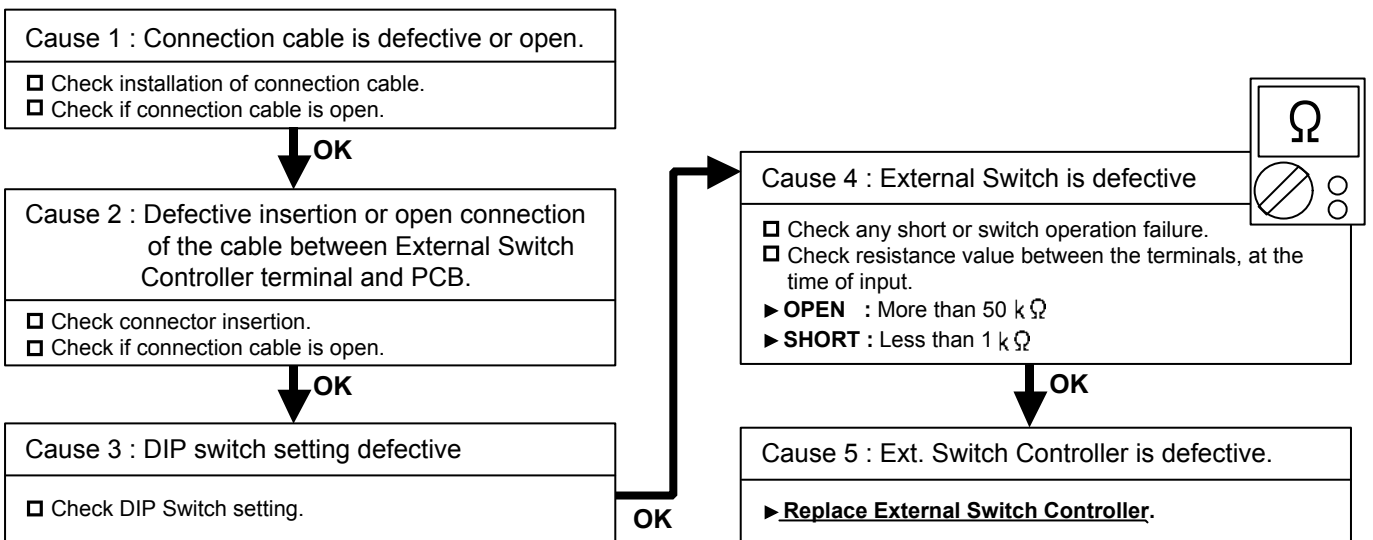 Cause 1 : Connection cable is defective or open.
☐ Check installation of connection cable.
☐ Check if connection cable is open.
OK
Cause 2 : Defective insertion or open connection
of the cable between External Switch
Controller terminal and PCB.
☐ Check connector insertion.
☐ Check if connection cable is open.
OK
Cause 3 : DIP switch setting defective
☐ Check DIP Switch setting.
OK
Ω
Cause 4 : External Switch is defective
☐ Check any short or switch operation failure.
☐ Check resistance value between the terminals, at the
time of input.
► OPEN : More than 50 kΩ
► SHORT : Less than 1 kΩ
OK
Cause 5 : Ext. Switch Controller is defective.
► Replace External Switch Controller.